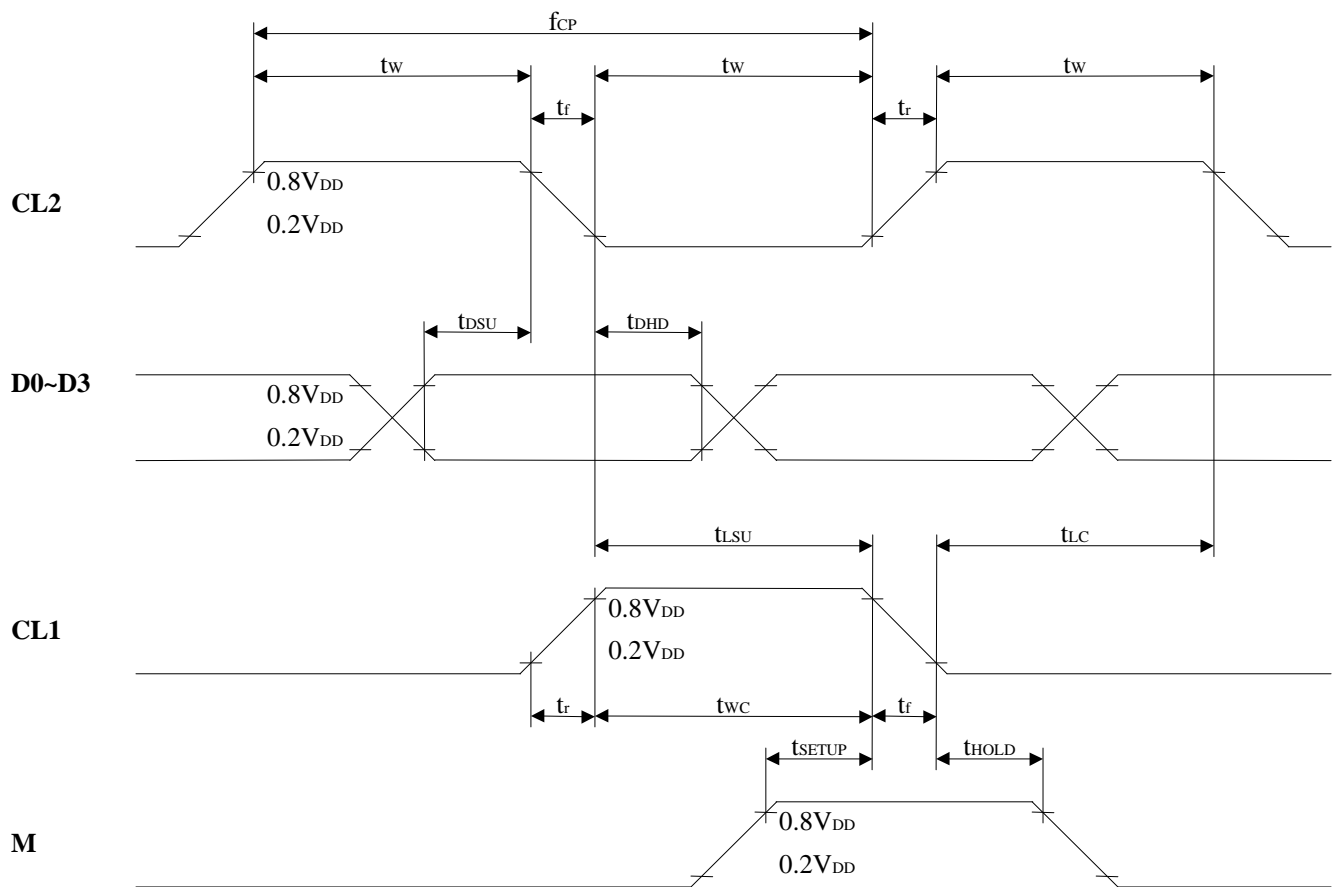 fCP
tW tW tW
tf tr
CL2
0.8VDD
0.2VDD
tDSU tDHD
D0~D3
0.8VDD
0.2VDD
tLSU tLC
CL1
0.8VDD
0.2VDD
tr tWC tf
tSETUP tHOLD
M
0.8VDD
0.2VDD